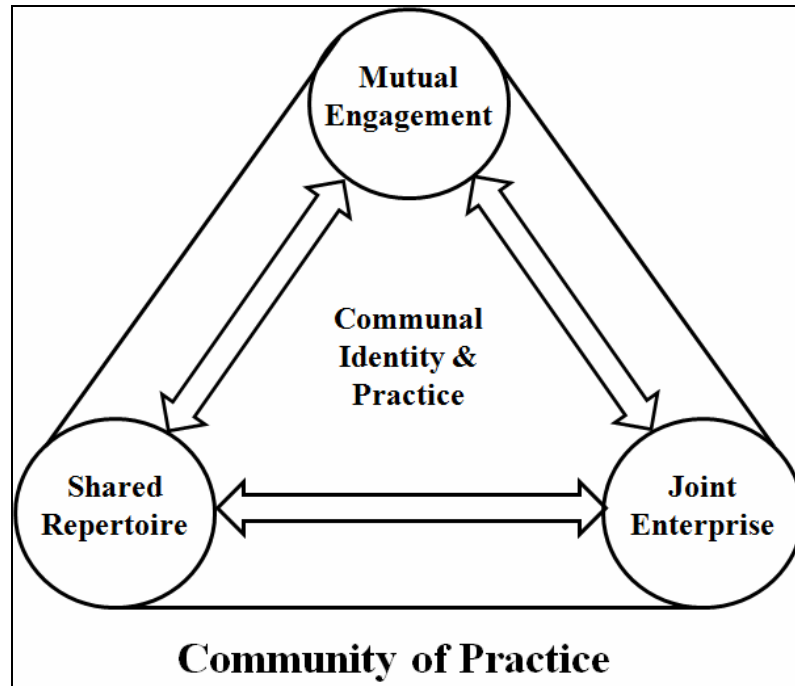 Mutual
Engagement
Communal
Identity &
Practice
Shared
Repertoire
Joint
Enterprise
Community of Practice